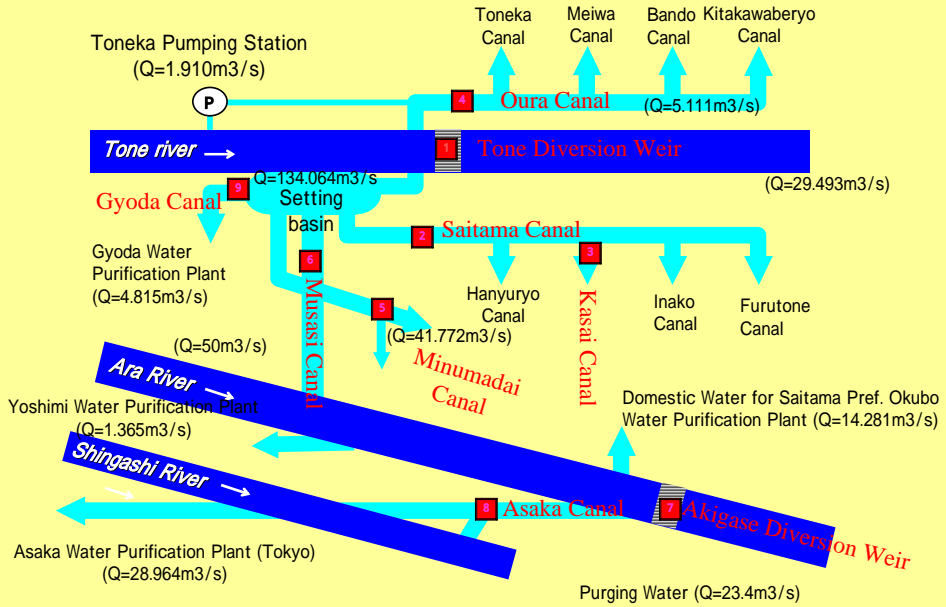 Toneka
Canal
Meiwa
Canal
Bando
Canal
Kitakawaberyo
Canal
Toneka Pumping Station
(Q=1.910m3/s)
P
4
Oura Canal
(Q=5.111m3/s)
Tone river
1
Tone Diversion Weir
(Q=29.493m3/s)
Q=134.064m3/s
Setting
basin
9
Gyoda Canal
2
Saitama Canal
3
Gyoda Water
Purification Plant
(Q=4.815m3/s)
6
Musasi Canal
5
(Q=41.772m3/s)
Minumadai
Canal
Hanyuryo
Canal
Kasai Canal
Inako
Canal
Furutone
Canal
(Q=50m3/s)
Ara River
Yoshimi Water Purification Plant
(Q=1.365m3/s)
Domestic Water for Saitama Pref. Okubo
Water Purification Plant (Q=14.281m3/s)
Shingashi River
8
Asaka Canal
7
Akigase Diversion Weir
Asaka Water Purification Plant (Tokyo)
(Q=28.964m3/s)
Purging Water (Q=23.4m3/s)